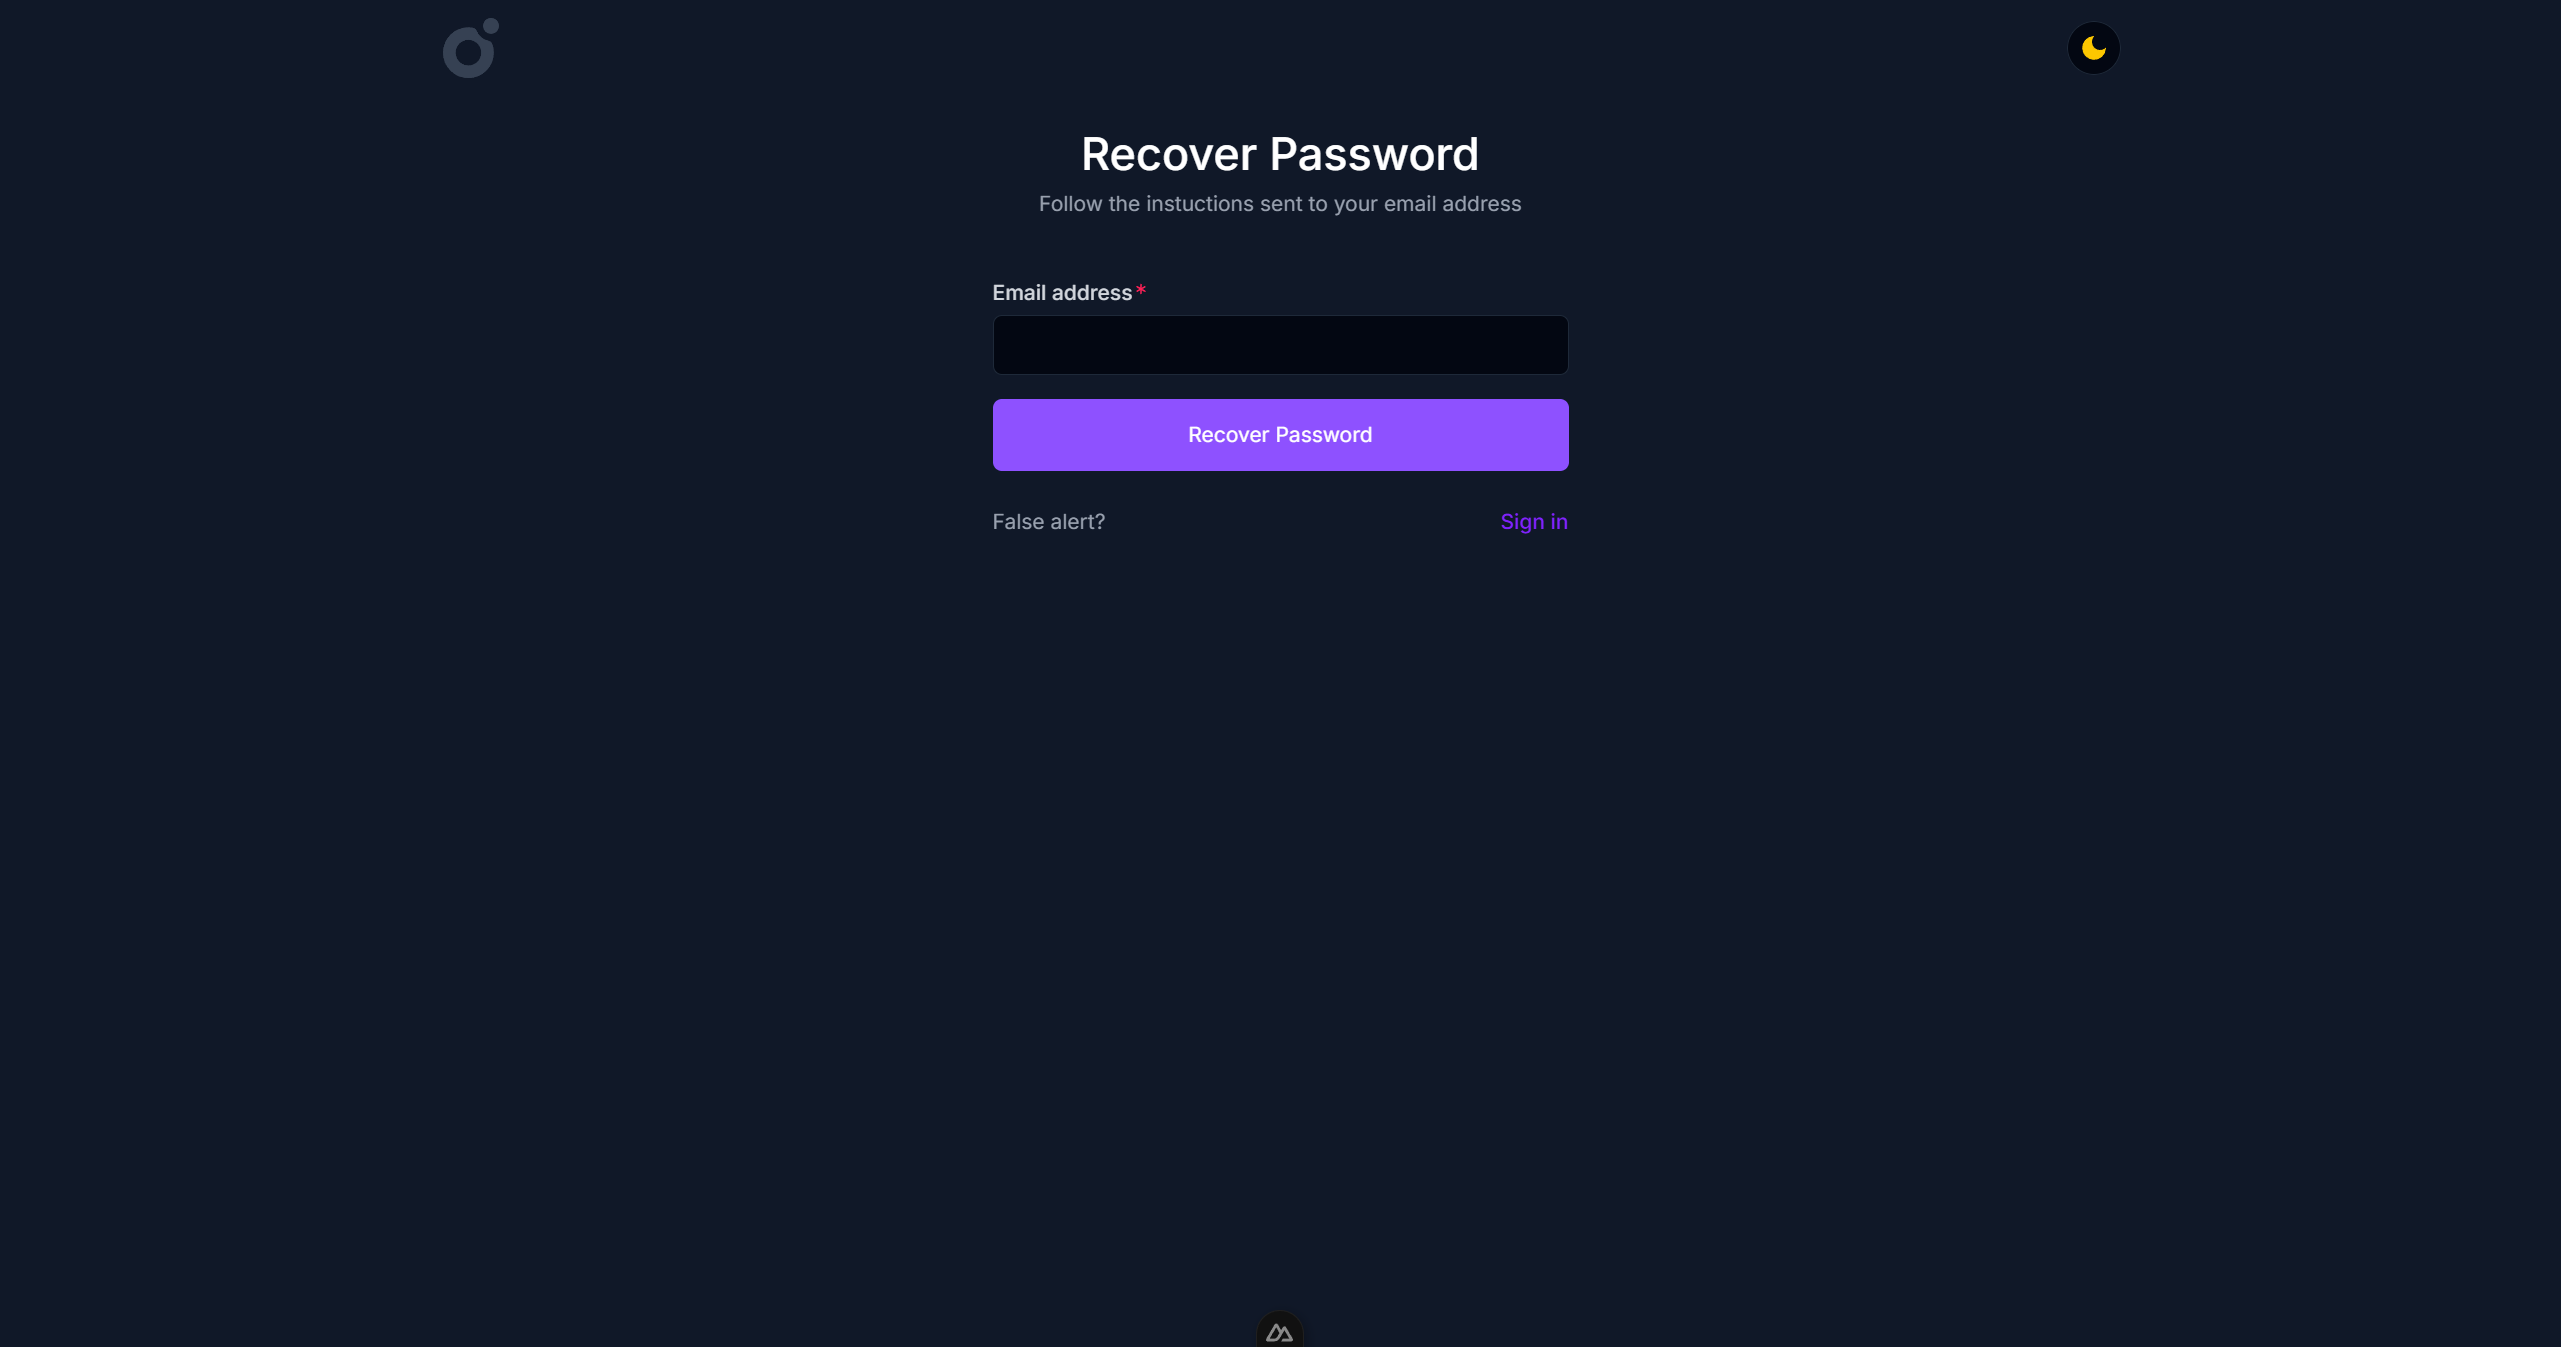 Recover Password
Follow the instuctions sent to your email address
Email address*
Recover Password
False alert?
Sign in